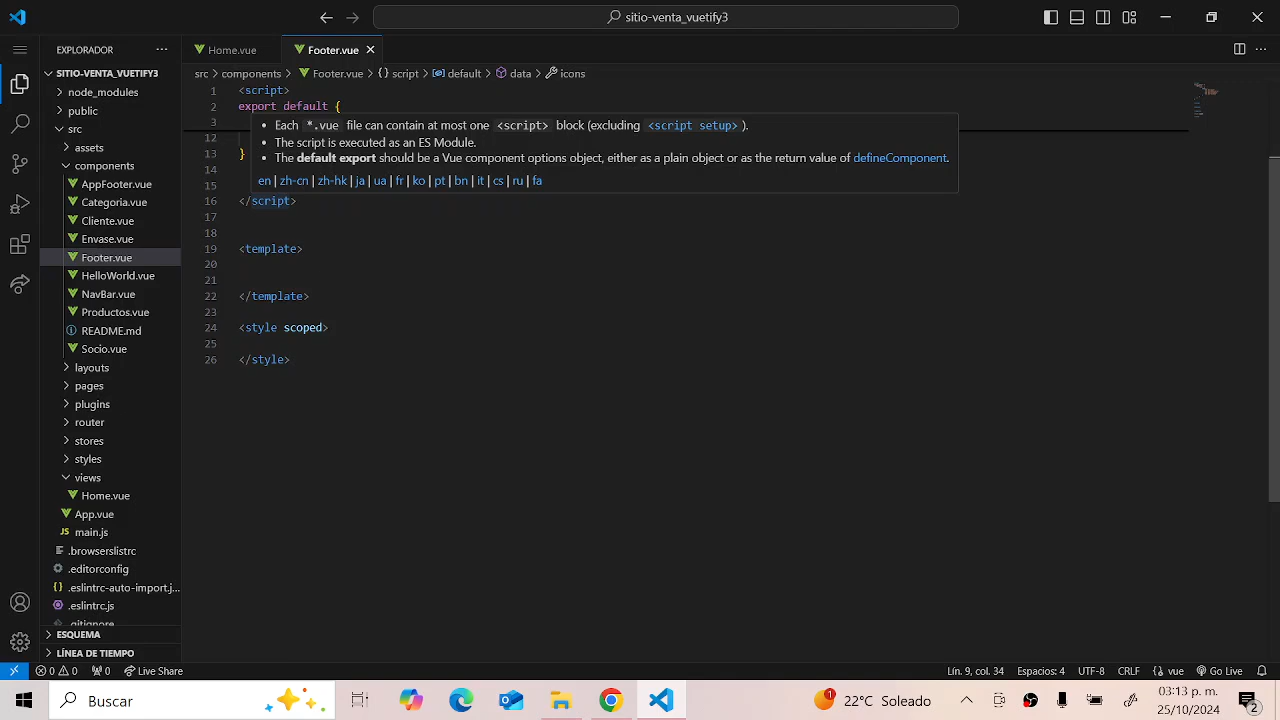 sitio-venta_vuetify3
EXPLORADOR
Home.vue
Footer.vue
SITIO-VENTA_VUETIFY3
node_modules
public
src
assets
components
AppFooter.vue
Categoria.vue
Cliente.vue
Envase.vue
Footer.vue
HelloWorld.vue
NavBar.vue
Productos.vue
README.md
Socio.vue
layouts
pages
plugins
router
stores
styles
views
Home.vue
App.vue
main.js
.browserslistrc
.editorconfig
.eslintrc-auto-import.j...
.eslintrc.js
.gitignore
ESQUEMA
LÍNEA DE TIEMPO
src > components > Footer.vue > {} script > default > data > icons
1 <script>
2 export default {
3
• Each *.vue file can contain at most one <script> block (excluding <script setup> ).
• The script is executed as an ES Module.
• The default export should be a Vue component options object, either as a plain object or as the return value of defineComponent.
en | zh-cn | zh-hk | ja | ua | fr | ko | pt | bn | it | cs | ru | fa
12
13 }
14
15
16 </script>
17
18
19 <template>
20
21
22 </template>
23
24 <style scoped>
25
26 </style>
0 0 0 Live Share
Lín. 9, col. 34 Espacios: 4 UTF-8 CRLF {} vue Go Live
Buscar
1 22°C Soleado
03:13 p. m.
25/10/2024
2